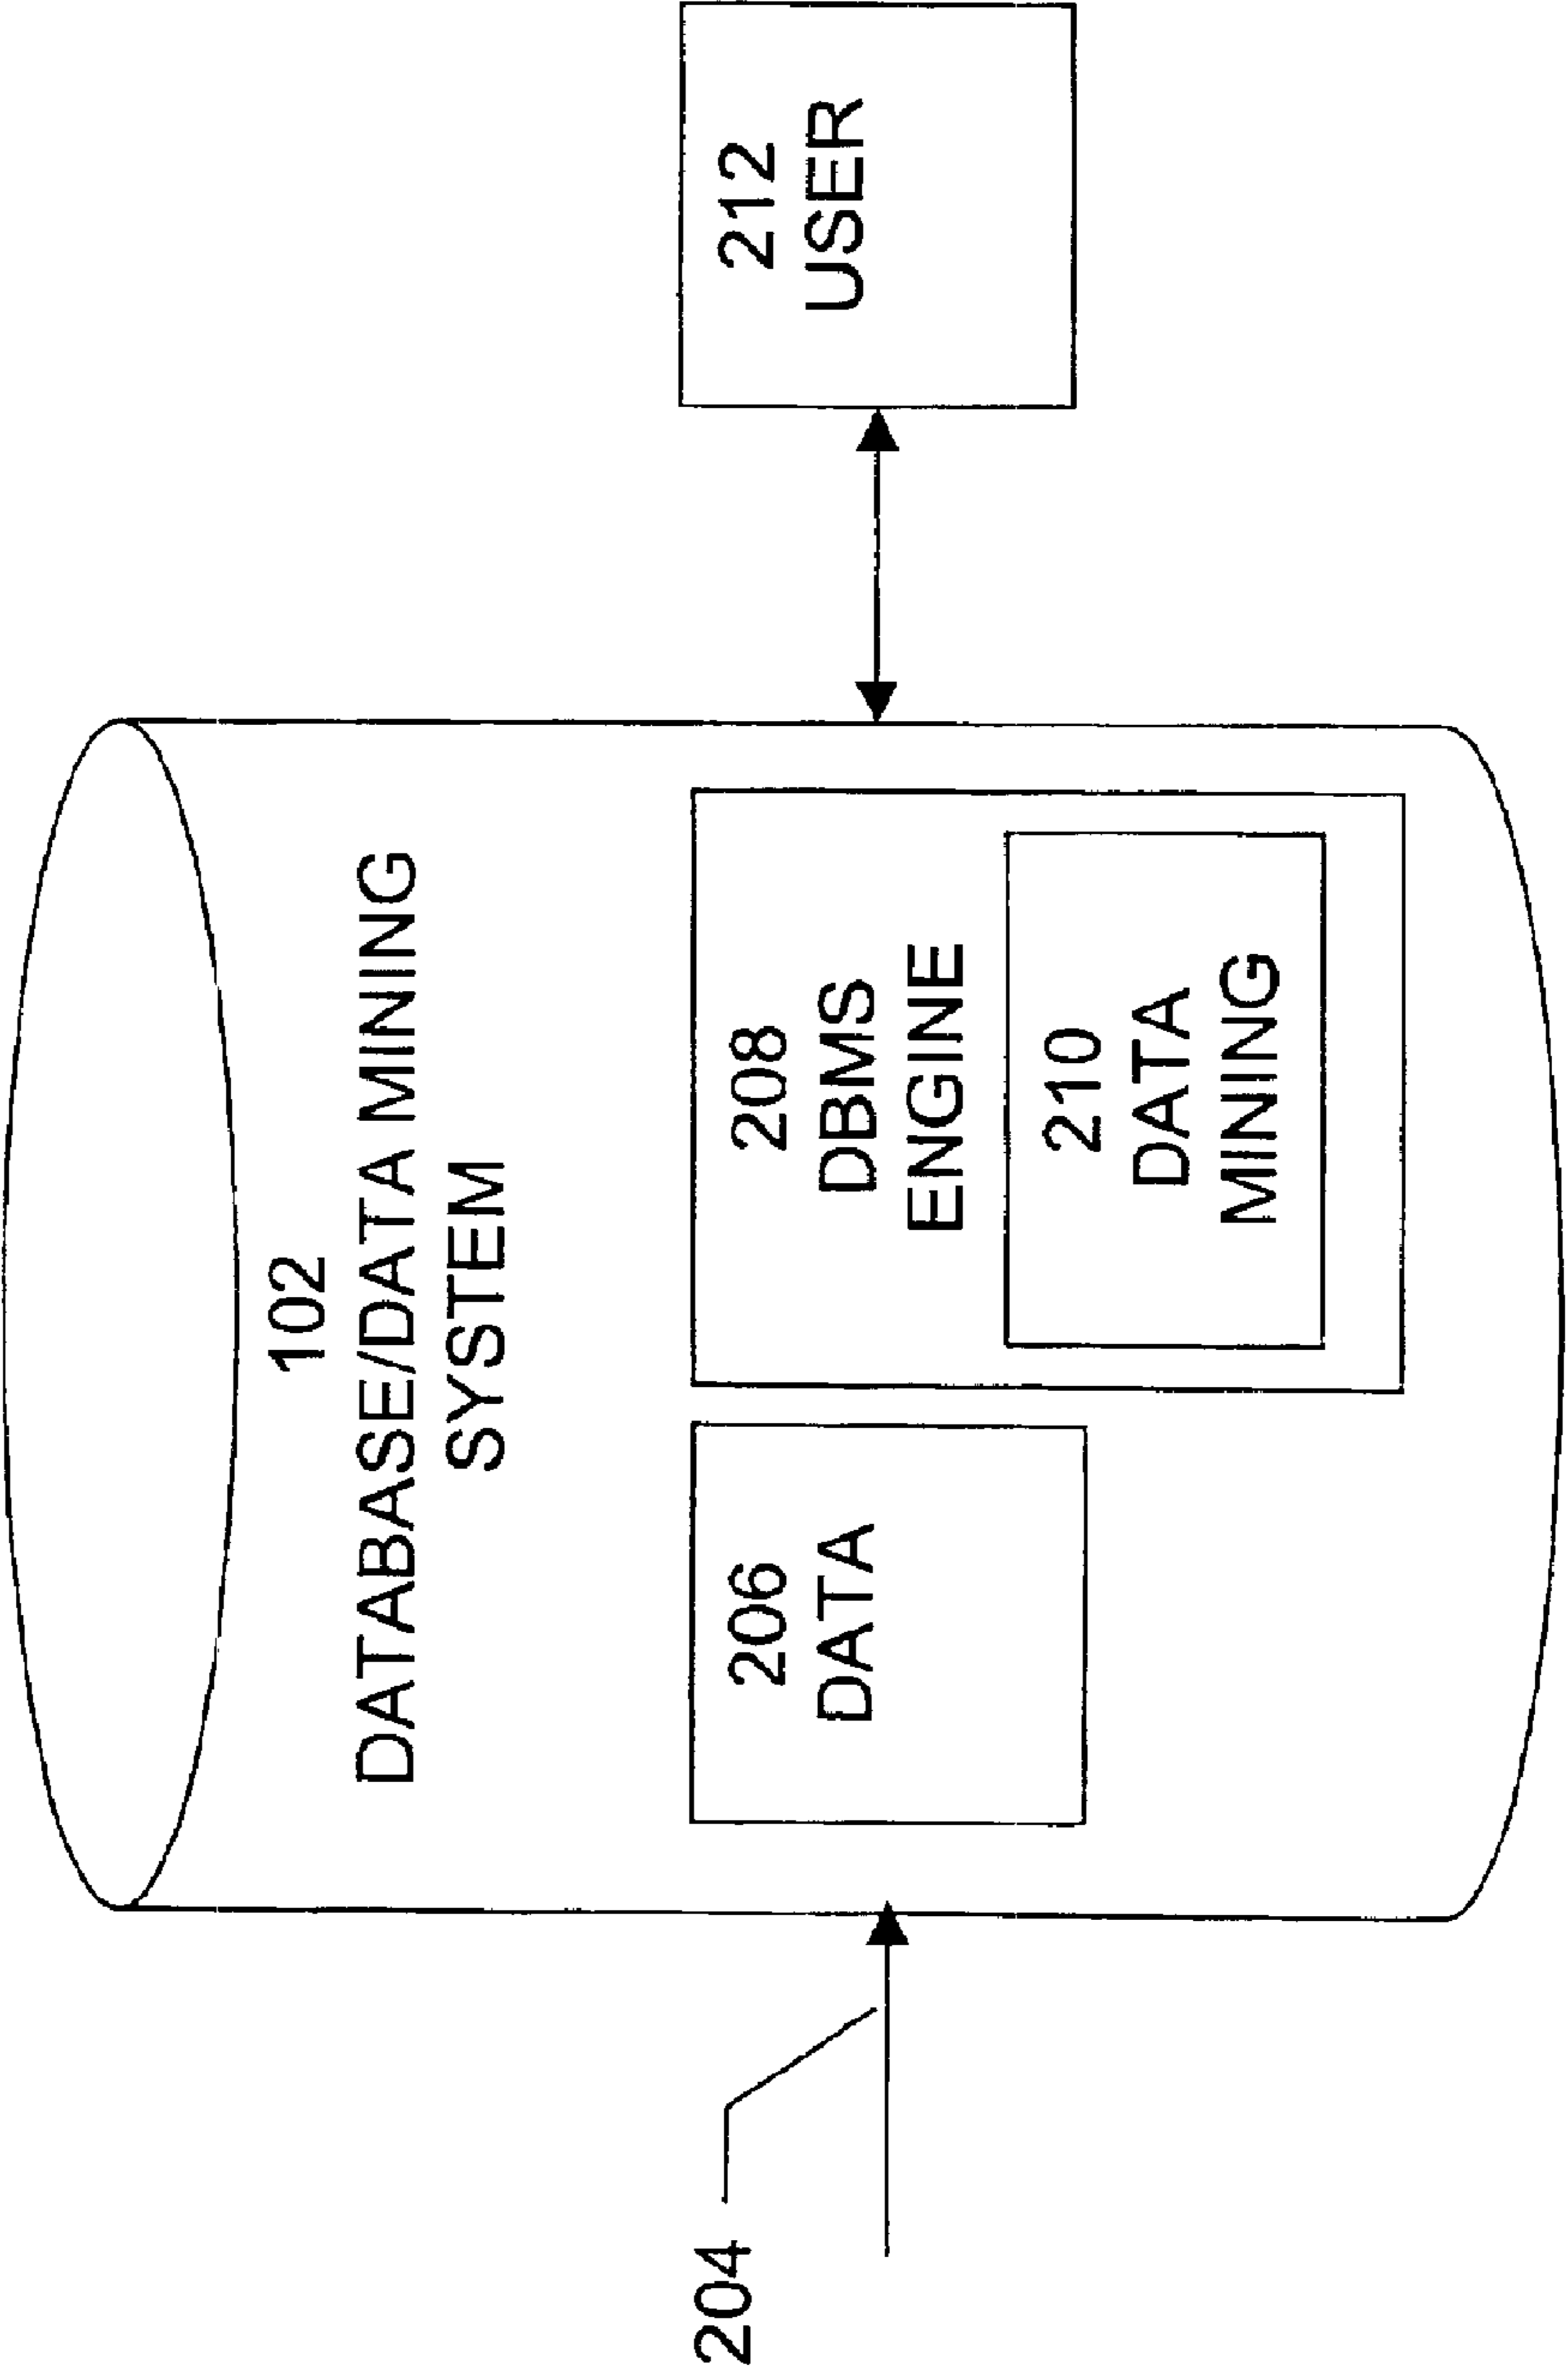 102
DATABASE/DATA MINING
SYSTEM
204
206
DATA
208
DBMS
ENGINE
210
DATA
MINING
212
USER